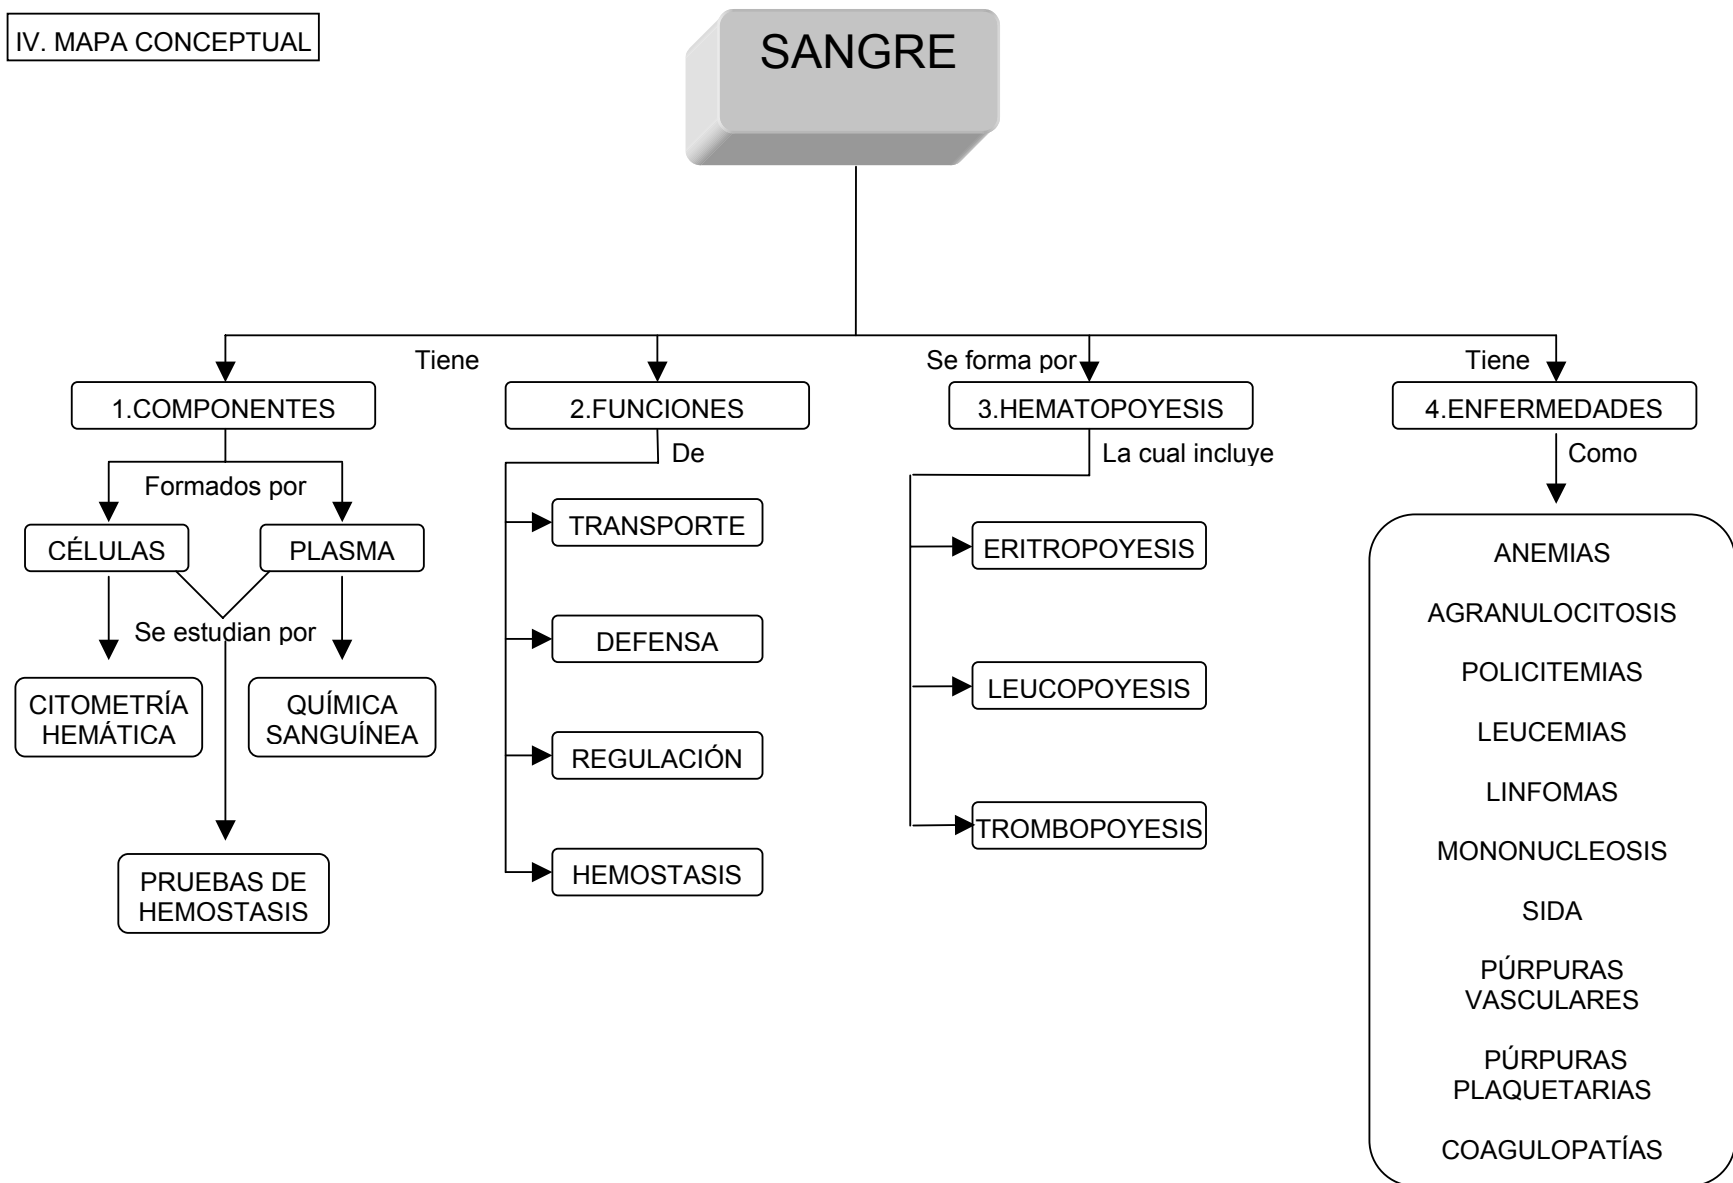 IV. MAPA CONCEPTUAL
SANGRE
Tiene
Se forma por
Tiene
1.COMPONENTES
2.FUNCIONES
3.HEMATOPOYESIS
4.ENFERMEDADES
Formados por
De
La cual incluye
Como
CÉLULAS
PLASMA
Se estudian por
CITOMETRÍA
HEMÁTICA
QUÍMICA
SANGUÍNEA
PRUEBAS DE
HEMOSTASIS
TRANSPORTE
DEFENSA
REGULACIÓN
HEMOSTASIS
ERITROPOYESIS
LEUCOPOYESIS
TROMBOPOYESIS
ANEMIAS
AGRANULOCITOSIS
POLICITEMIAS
LEUCEMIAS
LINFOMAS
MONONUCLEOSIS
SIDA
PÚRPURAS
VASCULARES
PÚRPURAS
PLAQUETARIAS
COAGULOPATÍAS